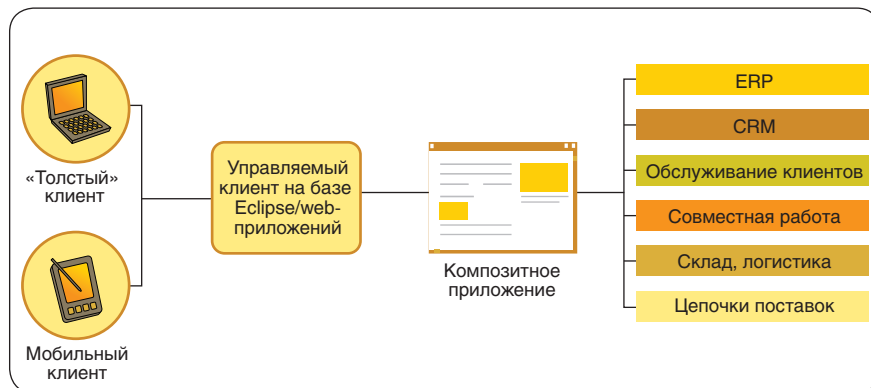 «Толстый»
клиент
Мобильный
клиент
Управляемый
клиент на базе
Eclipse/web-
приложений
Композитное
приложение
ERP
CRM
Обслуживание клиентов
Совместная работа
Склад, логистика
Цепочки поставок